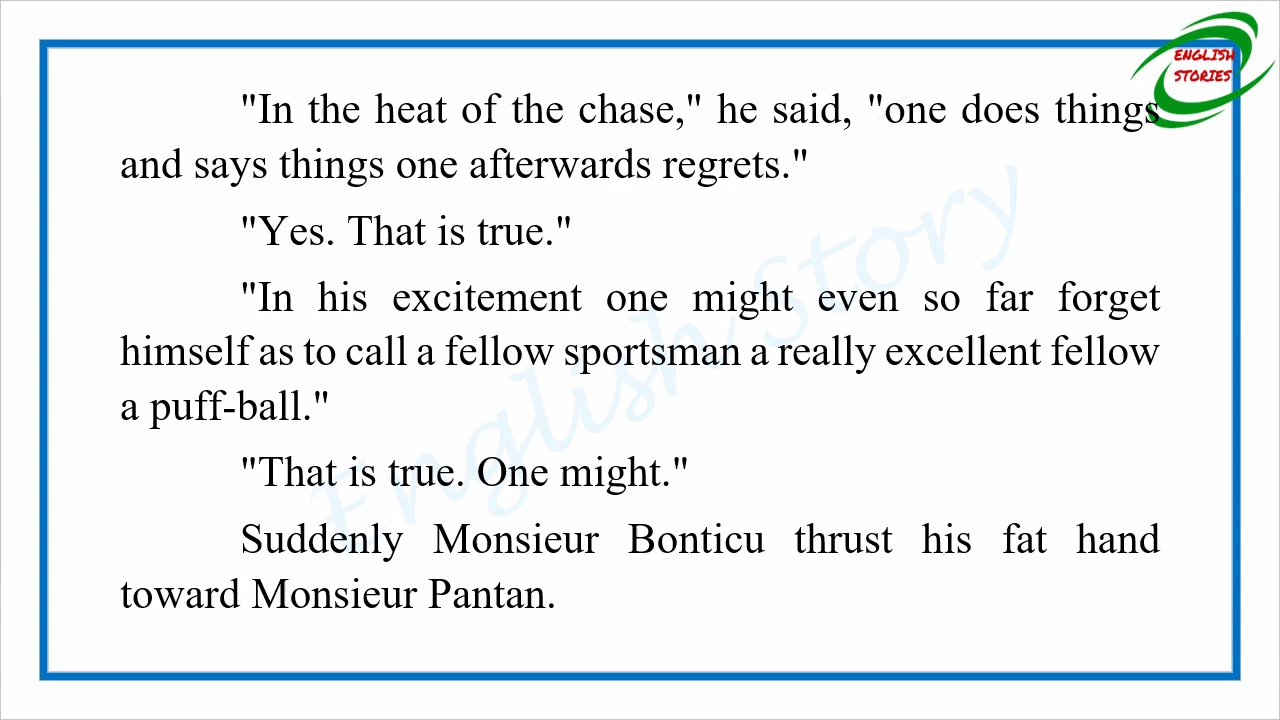 ENGLISH
STORIES
"In the heat of the chase," he said, "one does things
and says things one afterwards regrets."
"Yes. That is true."
"In his excitement one might even so far forget
himself as to call a fellow sportsman a really excellent fellow
a puff-ball."
"That is true. One might."
Suddenly Monsieur Bonticu thrust his fat hand
toward Monsieur Pantan.
English Story